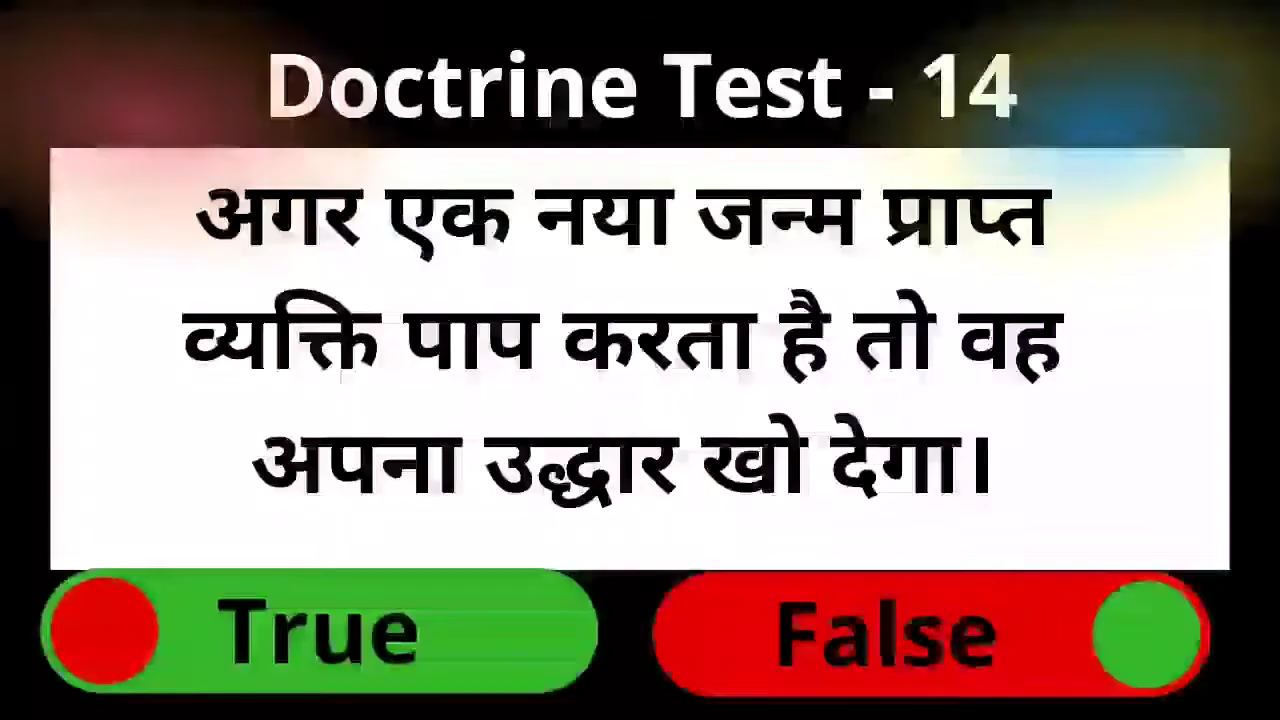 Doctrine Test - 14
अगर एक नया जन्म प्राप्त
व्यक्ति पाप करता है तो वह
अपना उद्धार खो देगा।
True
False